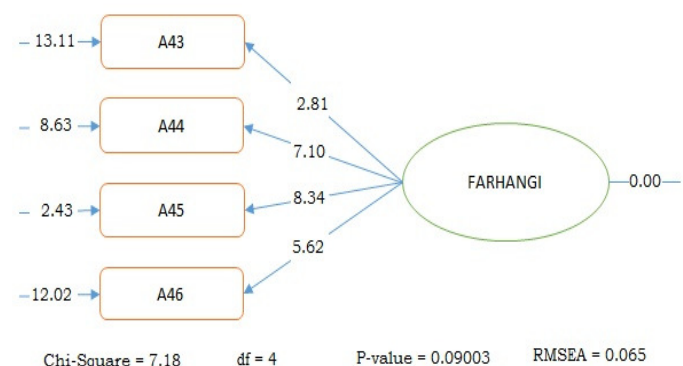 13.11
A43
2.81
8.63
A44
7.10
FARHANGI
0.00
2.43
A45
8.34
12.02
A46
5.62
Chi-Square = 7.18 df = 4 P-value = 0.09003 RMSEA = 0.065